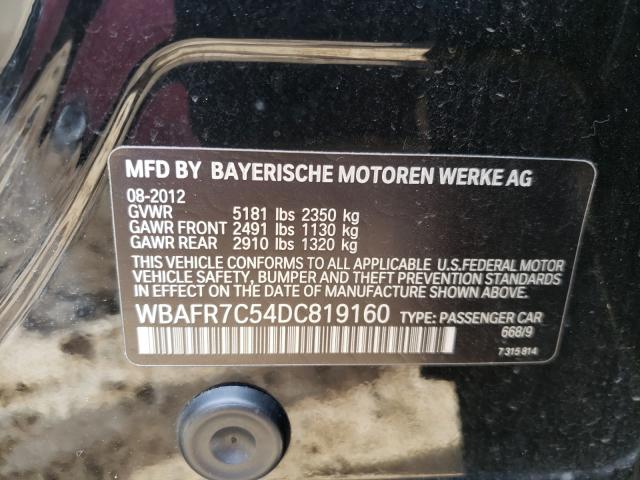 MFD BY BAYERISCHE MOTOREN WERKE AG
08-2012
GVWR 5181 lbs 2350 kg
GAWR FRONT 2491 lbs 1130 kg
GAWR REAR 2910 lbs 1320 kg
THIS VEHICLE CONFORMS TO ALL APPLICABLE U.S.FEDERAL MOTOR
VEHICLE SAFETY, BUMPER AND THEFT PREVENTION STANDARDS
IN EFFECT ON THE DATE OF MANUFACTURE SHOWN ABOVE.
WBAFR7C54DC819160 TYPE: PASSENGER CAR
668/9
7 315 814